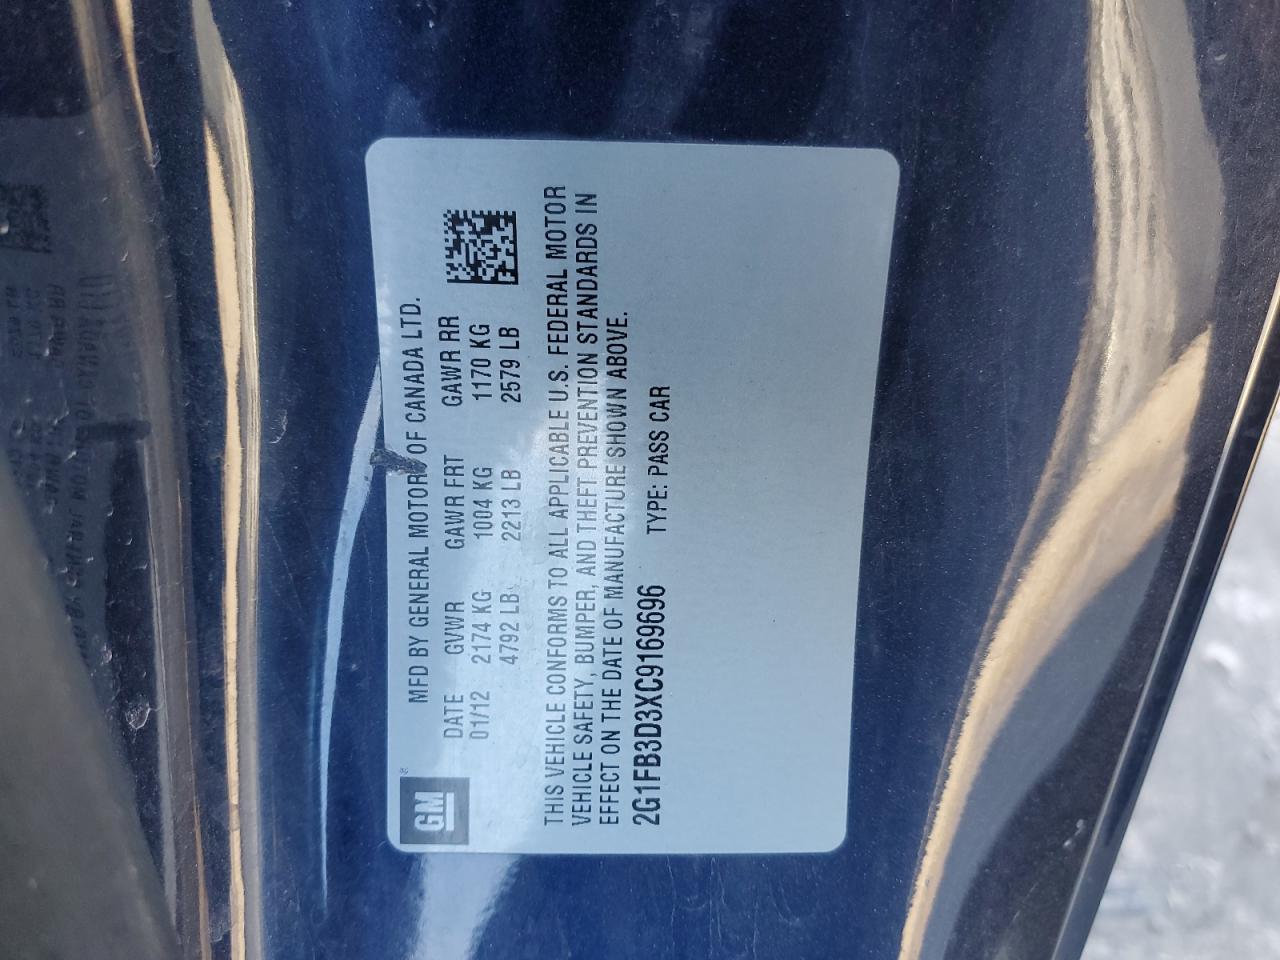 GM
MFD BY GENERAL MOTORS OF CANADA LTD.
DATE GVWR GAWR FRT GAWR RR
01/12 2174 KG 1004 KG 1170 KG
4792 LB 2213 LB 2579 LB
THIS VEHICLE CONFORMS TO ALL APPLICABLE U.S. FEDERAL MOTOR
VEHICLE SAFETY, BUMPER, AND THEFT PREVENTION STANDARDS IN
EFFECT ON THE DATE OF MANUFACTURE SHOWN ABOVE.
2G1FB3D3XC9169696 TYPE: PASS CAR